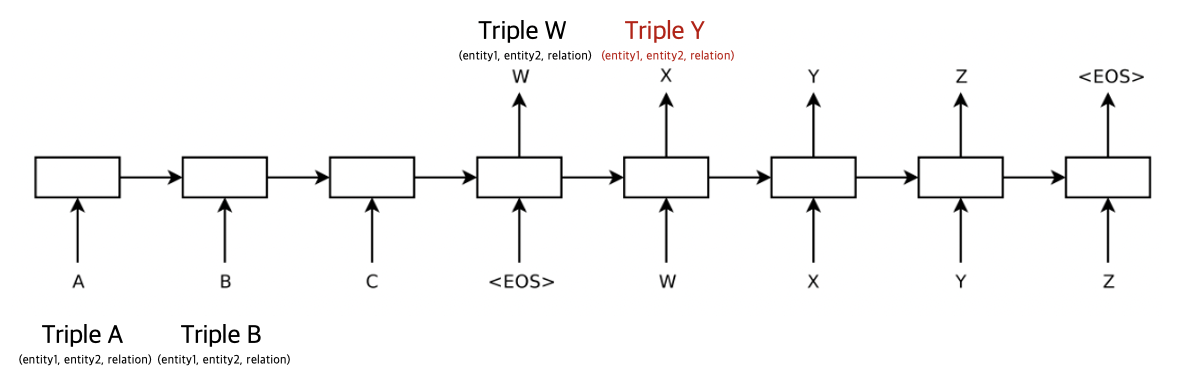 Triple W Triple Y
(entity1, entity2, relation) (entity1, entity2, relation)
W X Y Z <EOS>
A B C <EOS> W X Y Z
Triple A Triple B
(entity1, entity2, relation) (entity1, entity2, relation)